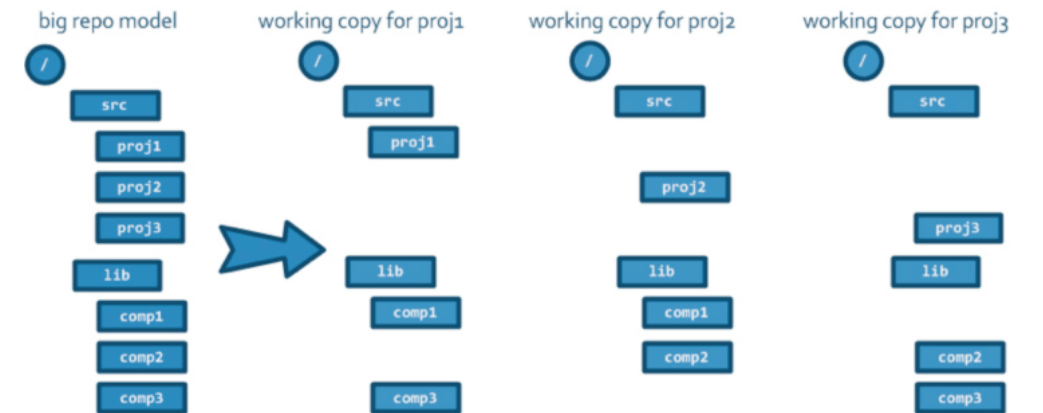 big repo model
/
src
proj1
proj2
proj3
lib
comp1
comp2
comp3
working copy for proj1
/
src
proj1
lib
comp1
comp3
working copy for proj2
/
src
proj2
lib
comp1
comp2
working copy for proj3
/
src
proj3
lib
comp2
comp3